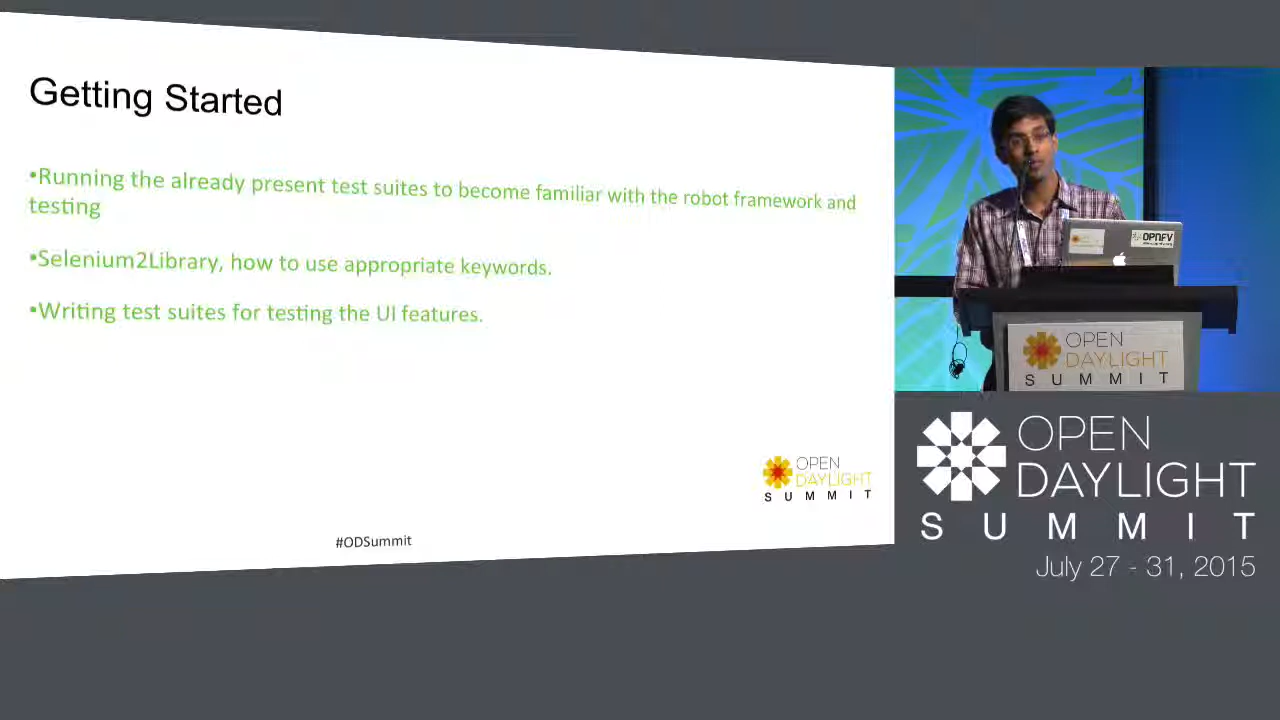 Getting Started
•Running the already present test suites to become familiar with the robot framework and
testing
•Selenium2Library, how to use appropriate keywords.
•Writing test suites for testing the UI features.
OPEN
DAYLIGHT
SUMMIT
#ODSummit
OPNFV
OPEN
DAYLIGHT
SUMMIT
OPEN
DAYLIGHT
SUMMIT
July 27 - 31, 2015